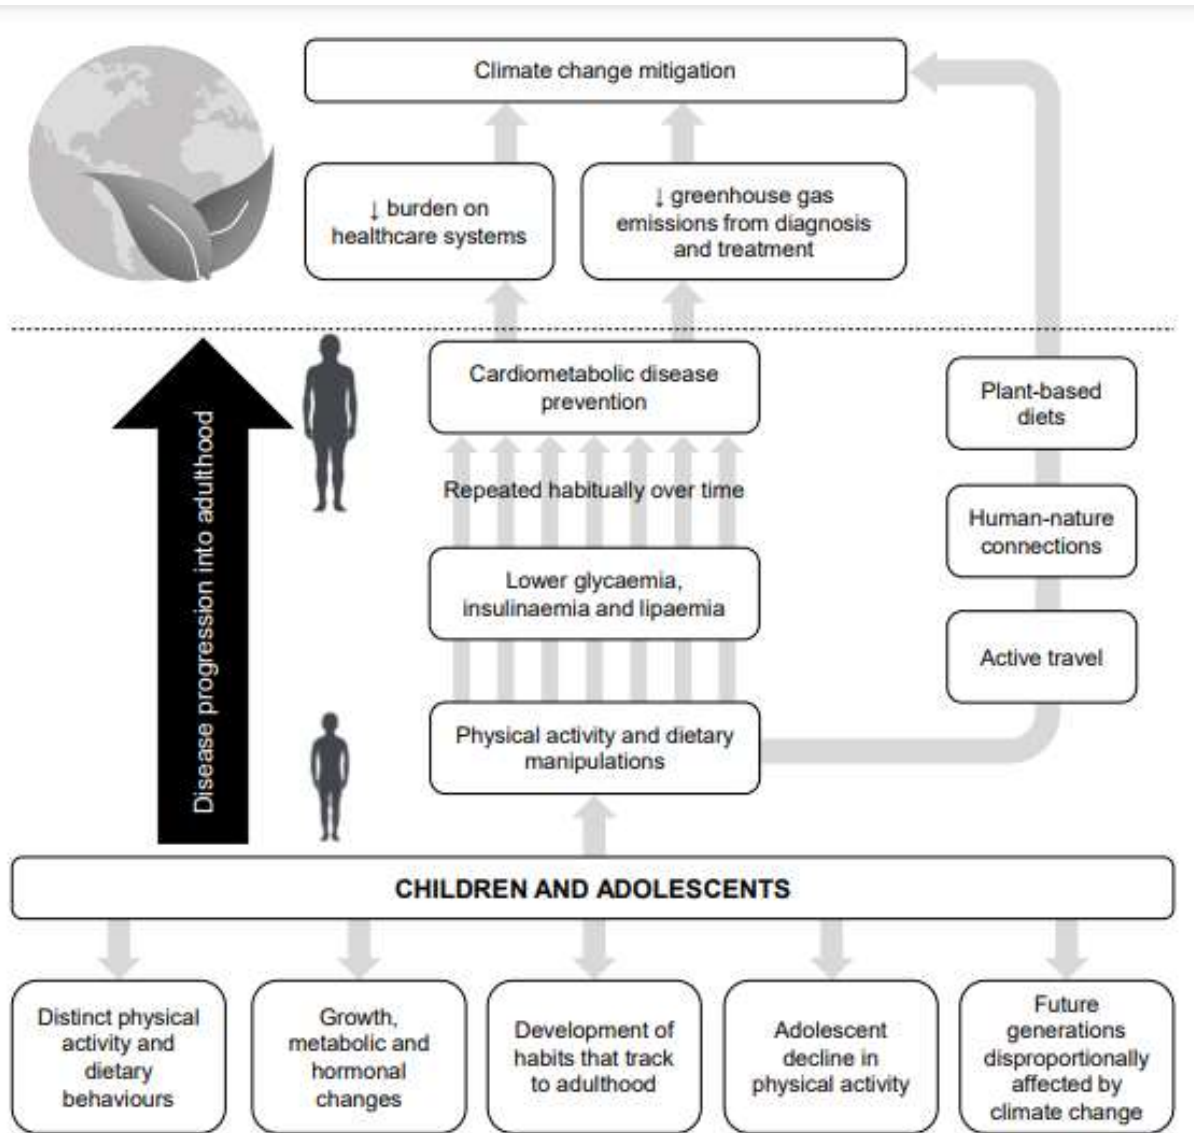 Climate change mitigation
↓ burden on
healthcare systems
↓ greenhouse gas
emissions from diagnosis
and treatment
Disease progression into adulthood
Cardiometabolic disease
prevention
Repeated habitually over time
Lower glycaemia,
insulinaemia and lipaemia
Physical activity and dietary
manipulations
Plant-based
diets
Human-nature
connections
Active travel
CHILDREN AND ADOLESCENTS
Distinct physical
activity and
dietary
behaviours
Growth,
metabolic and
hormonal
changes
Development of
habits that track
to adulthood
Adolescent
decline in
physical activity
Future
generations
disproportionally
affected by
climate change